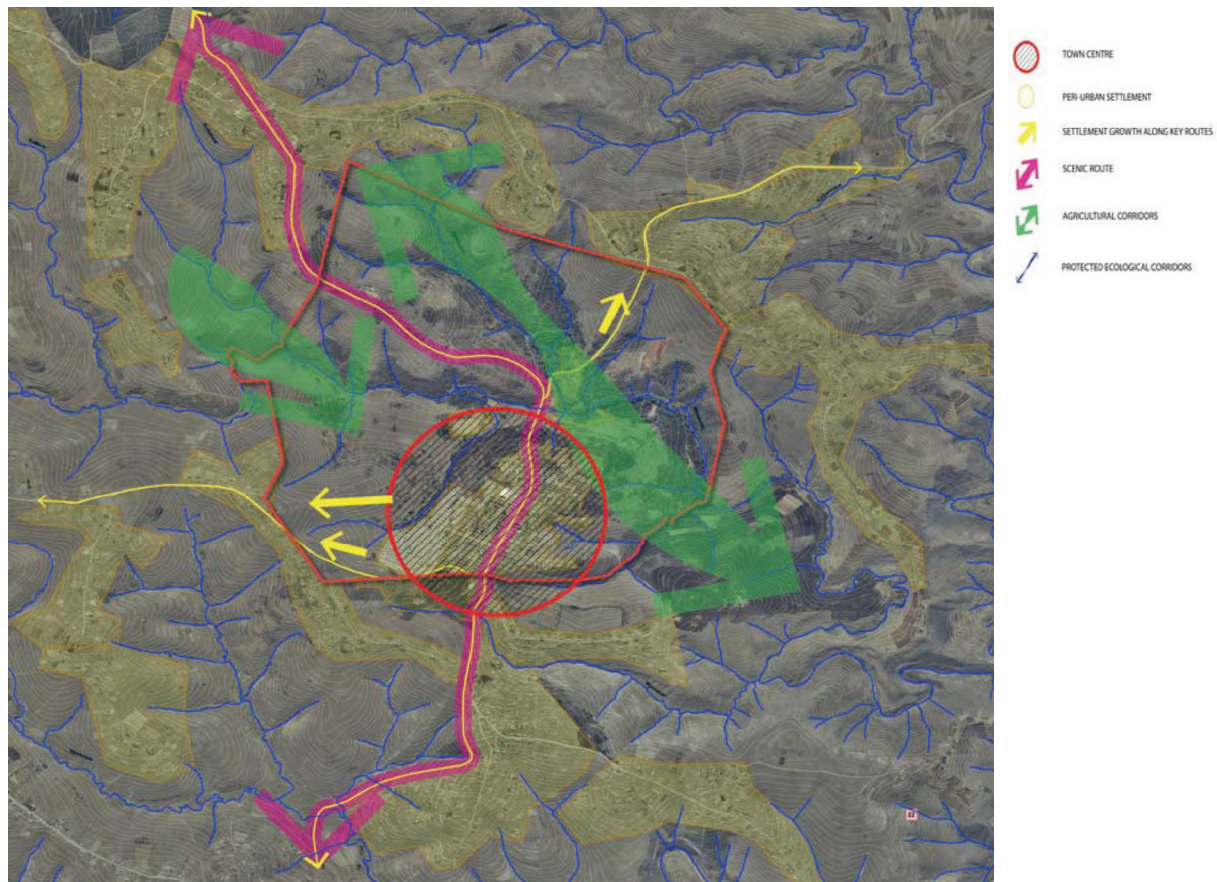 TOWN CENTRE
PERI-URBAN SETTLEMENT
SETTLEMENT GROWTH ALONG KEY ROUTES
SCENIC ROUTE
AGRICULTURAL CORRIDORS
PROTECTED ECOLOGICAL CORRIDORS